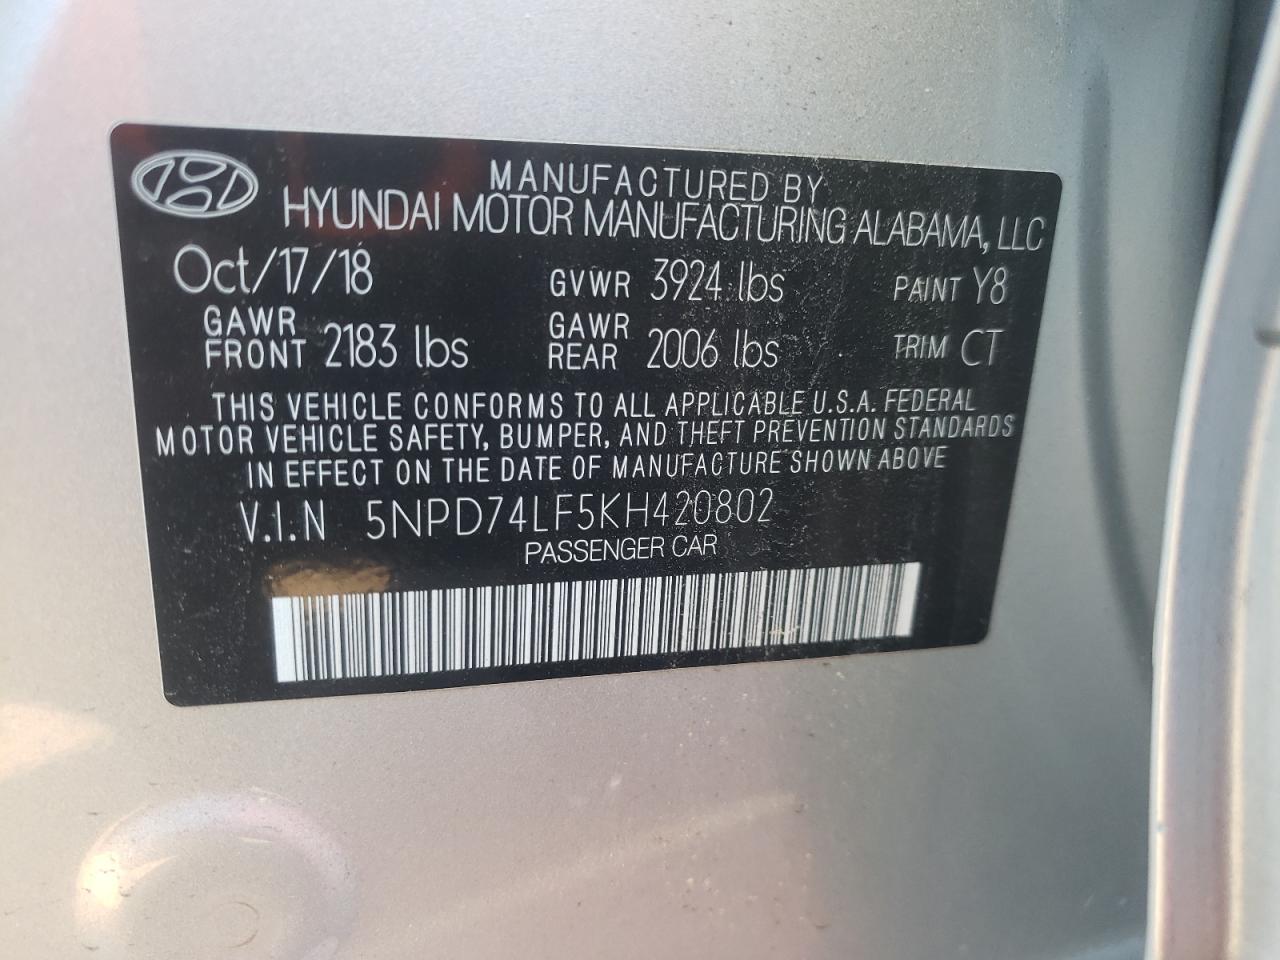 MANUFACTURED BY
HYUNDAI MOTOR MANUFACTURING ALABAMA, LLC
Oct/17/18 GVWR 3924 lbs PAINT Y8
GAWR FRONT 2183 lbs GAWR REAR 2006 lbs TRIM CT
THIS VEHICLE CONFORMS TO ALL APPLICABLE U.S.A. FEDERAL
MOTOR VEHICLE SAFETY, BUMPER, AND THEFT PREVENTION STANDARDS
IN EFFECT ON THE DATE OF MANUFACTURE SHOWN ABOVE
V.I.N 5NPD74LF5KH420802
PASSENGER CAR